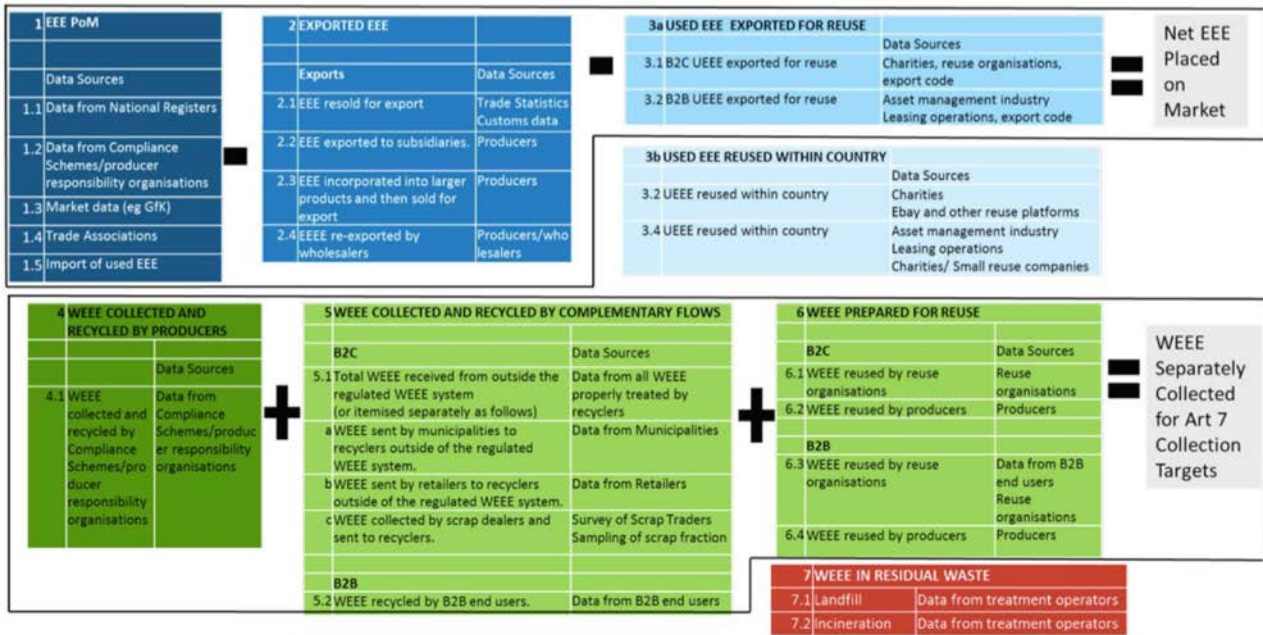 1 EEE PoM
Data Sources
1.1 Data from National Registers
1.2 Data from Compliance
Schemes/producer
responsibility organisations
1.3 Market data (eg GfK)
1.4 Trade Associations
1.5 Import of used EEE
2 EXPORTED EEE
Exports Data Sources
2.1 EEE resold for export Trade Statistics
Customs data
2.2 EEE exported to subsidiaries. Producers
2.3 EEE incorporated into larger Producers
products and then sold for
export
2.4 EEEE re-exported by Producers/who
wholesalers lesalers
3a USED EEE EXPORTED FOR REUSE
Data Sources
3.1 B2C UEEE exported for reuse Charities, reuse organisations,
export code
3.2 B2B UEEE exported for reuse Asset management industry
Leasing operations, export code
Net EEE
Placed
on
Market
3b USED EEE REUSED WITHIN COUNTRY
Data Sources
3.2 UEEE reused within country Charities
Ebay and other reuse platforms
3.4 UEEE reused within country Asset management industry
Leasing operations
Charities/ Small reuse companies
4 WEEE COLLECTED AND
RECYCLED BY PRODUCERS
Data Sources
4.1 WEEE Data from
collected and Compliance
recycled by Schemes/produc
Compliance er responsibility
Schemes/pro organisations
ducer
responsibility
organisations
5 WEEE COLLECTED AND RECYCLED BY COMPLEMENTARY FLOWS
B2C Data Sources
5.1 Total WEEE received from outside the Data from all WEEE
regulated WEEE system properly treated by
(or itemised separately as follows) recyclers
a WEEE sent by municipalities to Data from Municipalities
recyclers outside of the regulated
WEEE system.
b WEEE sent by retailers to recyclers Data from Retailers
outside of the regulated WEEE system.
c WEEE collected by scrap dealers and Survey of Scrap Traders
sent to recyclers. Sampling of scrap fraction
B2B
5.2 WEEE recycled by B2B end users. Data from B2B end users
6 WEEE PREPARED FOR REUSE
B2C Data Sources
6.1 WEEE reused by reuse Reuse
organisations organisations
6.2 WEEE reused by producers Producers
B2B
6.3 WEEE reused by reuse Data from B2B
organisations end users
Reuse
organisations
6.4 WEEE reused by producers Producers
WEEE
Separately
Collected
for Art 7
Collection
Targets
7 WEEE IN RESIDUAL WASTE
7.1 Landfill Data from treatment operators
7.2 Incineration Data from treatment operators